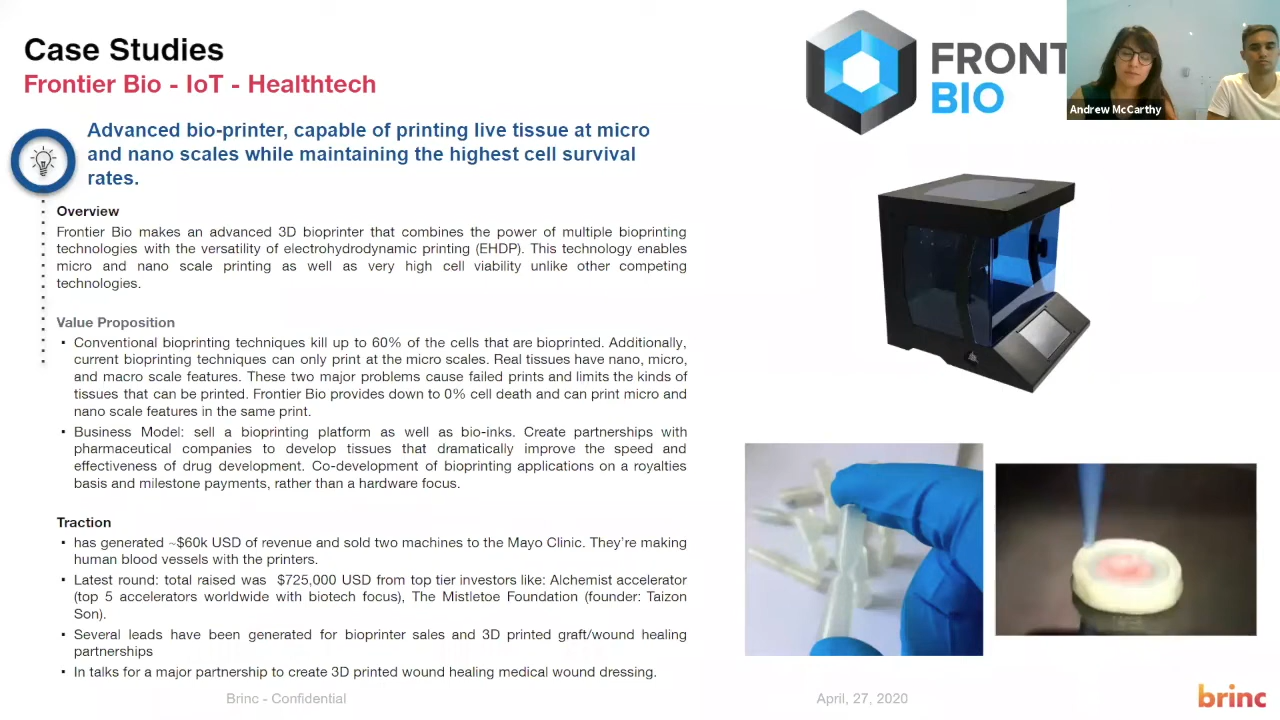 Case Studies
Frontier Bio - IoT - Healthtech
FRONT
BIO
Andrew McCarthy
Advanced bio-printer, capable of printing live tissue at micro
and nano scales while maintaining the highest cell survival
rates.
Overview
Frontier Bio makes an advanced 3D bioprinter that combines the power of multiple bioprinting
technologies with the versatility of electrohydrodynamic printing (EHDP). This technology enables
micro and nano scale printing as well as very high cell viability unlike other competing
technologies.
Value Proposition
▪ Conventional bioprinting techniques kill up to 60% of the cells that are bioprinted. Additionally,
current bioprinting techniques can only print at the micro scales. Real tissues have nano, micro,
and macro scale features. These two major problems cause failed prints and limits the kinds of
tissues that can be printed. Frontier Bio provides down to 0% cell death and can print micro and
nano scale features in the same print.
▪ Business Model: sell a bioprinting platform as well as bio-inks. Create partnerships with
pharmaceutical companies to develop tissues that dramatically improve the speed and
effectiveness of drug development. Co-development of bioprinting applications on a royalties
basis and milestone payments, rather than a hardware focus.
Traction
▪ has generated ~$60k USD of revenue and sold two machines to the Mayo Clinic. They're making
human blood vessels with the printers.
▪ Latest round: total raised was $725,000 USD from top tier investors like: Alchemist accelerator
(top 5 accelerators worldwide with biotech focus), The Mistletoe Foundation (founder: Taizon
Son).
▪ Several leads have been generated for bioprinter sales and 3D printed graft/wound healing
partnerships
▪ In talks for a major partnership to create 3D printed wound healing medical wound dressing.
Brinc - Confidential
April, 27, 2020
brinc